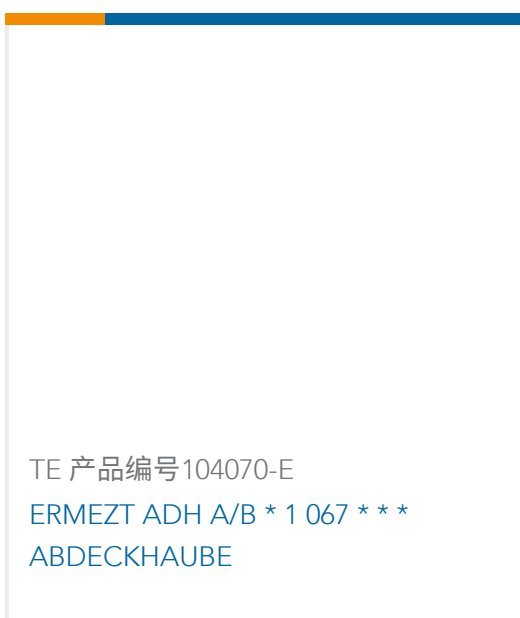 TE 产品编号104070-E
ERMEZT ADH A/B * 1 067 * * *
ABDECKHAUBE